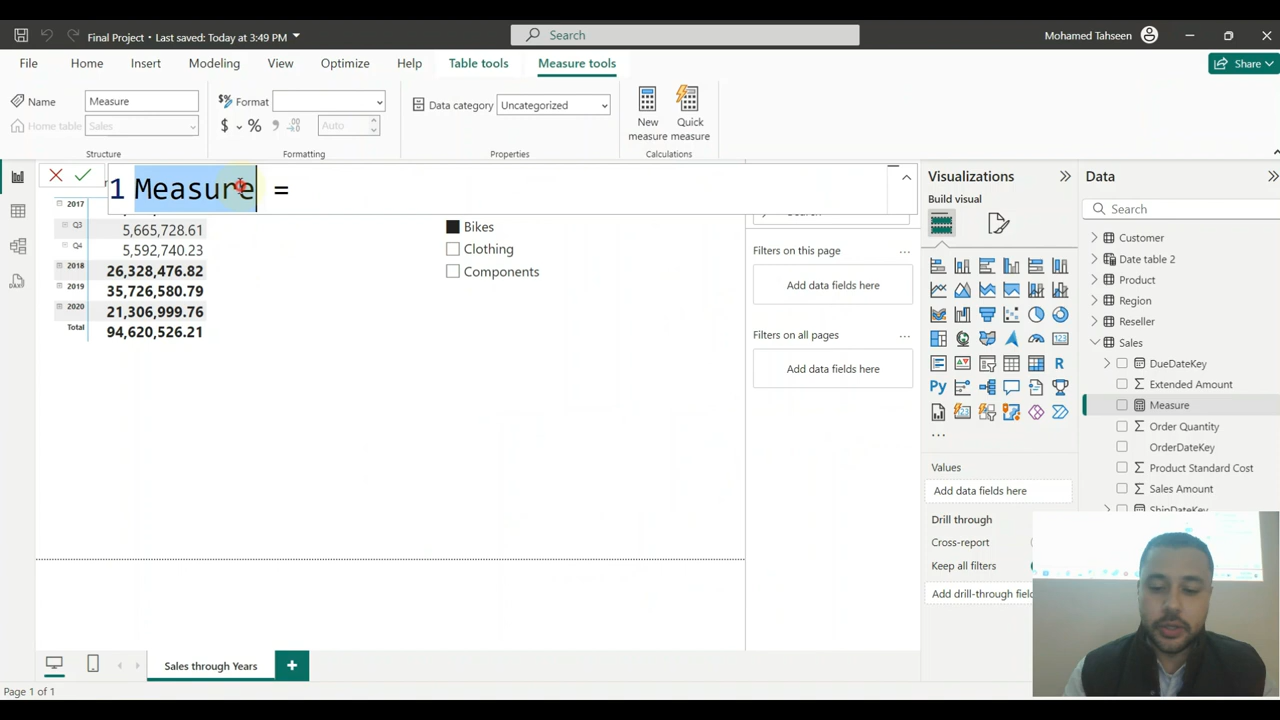 Final Project • Last saved: Today at 3:49 PM
Search
Mohamed Tahseen
File Home Insert Modeling View Optimize Help Table tools Measure tools
Share
Name Measure
Home table Sales
Structure
Format
$ % Auto
Formatting
Data category Uncategorized
Properties
New measure
Quick measure
Calculations
1 Measure =
2017
Q3 5,665,728.61
Q4 5,592,740.23
2018 26,328,476.82
2019 35,726,580.79
2020 21,306,999.76
Total 94,620,526.21
Bikes
Clothing
Components
Filters on this page
Add data fields here
Filters on all pages
Add data fields here
Visualizations
Build visual
R
Py
Values
Add data fields here
Drill through
Cross-report
Keep all filters
Add drill-through
Data
Search
Customer
Date table 2
Product
Region
Reseller
Sales
DueDateKey
Extended Amount
Measure
Order Quantity
OrderDateKey
Product Standard Cost
Sales Amount
Sales through Years
Page 1 of 1